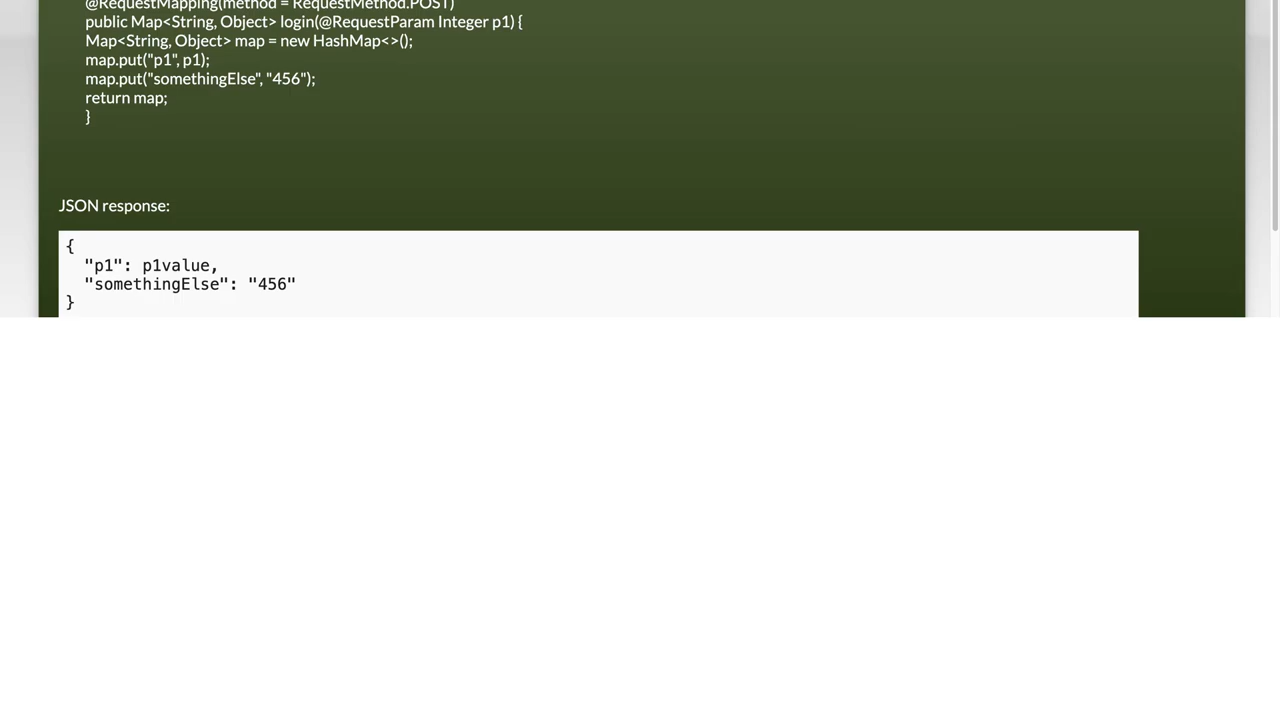 @RequestMapping(method = RequestMethod.POST)
public Map<String, Object> login(@RequestParam Integer p1) {
Map<String, Object> map = new HashMap<>();
map.put("p1", p1);
map.put("somethingElse", "456");
return map;
}
JSON response:
{
  "p1": p1value,
  "somethingElse": "456"
}